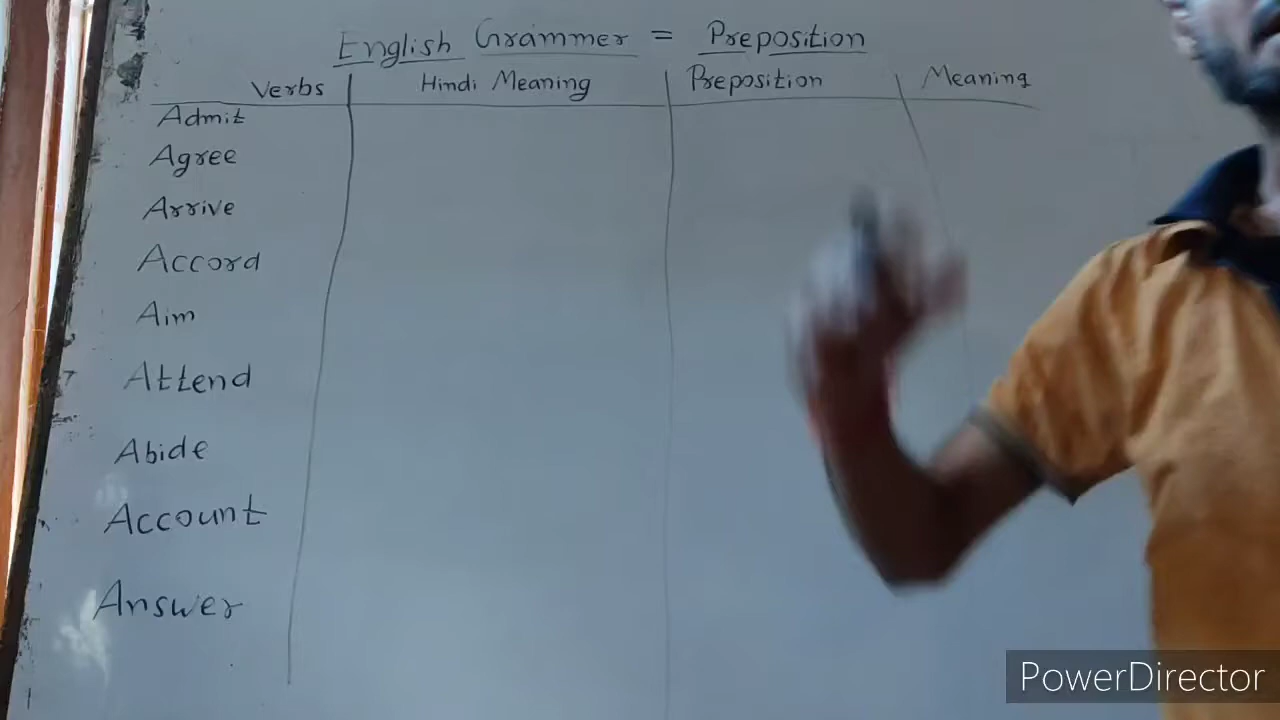 English Grammer = Preposition
Verbs Hindi Meaning Preposition Meaning
Admit
Agree
Arrive
Accord
Aim
Attend
Abide
Account
Answer
PowerDirector